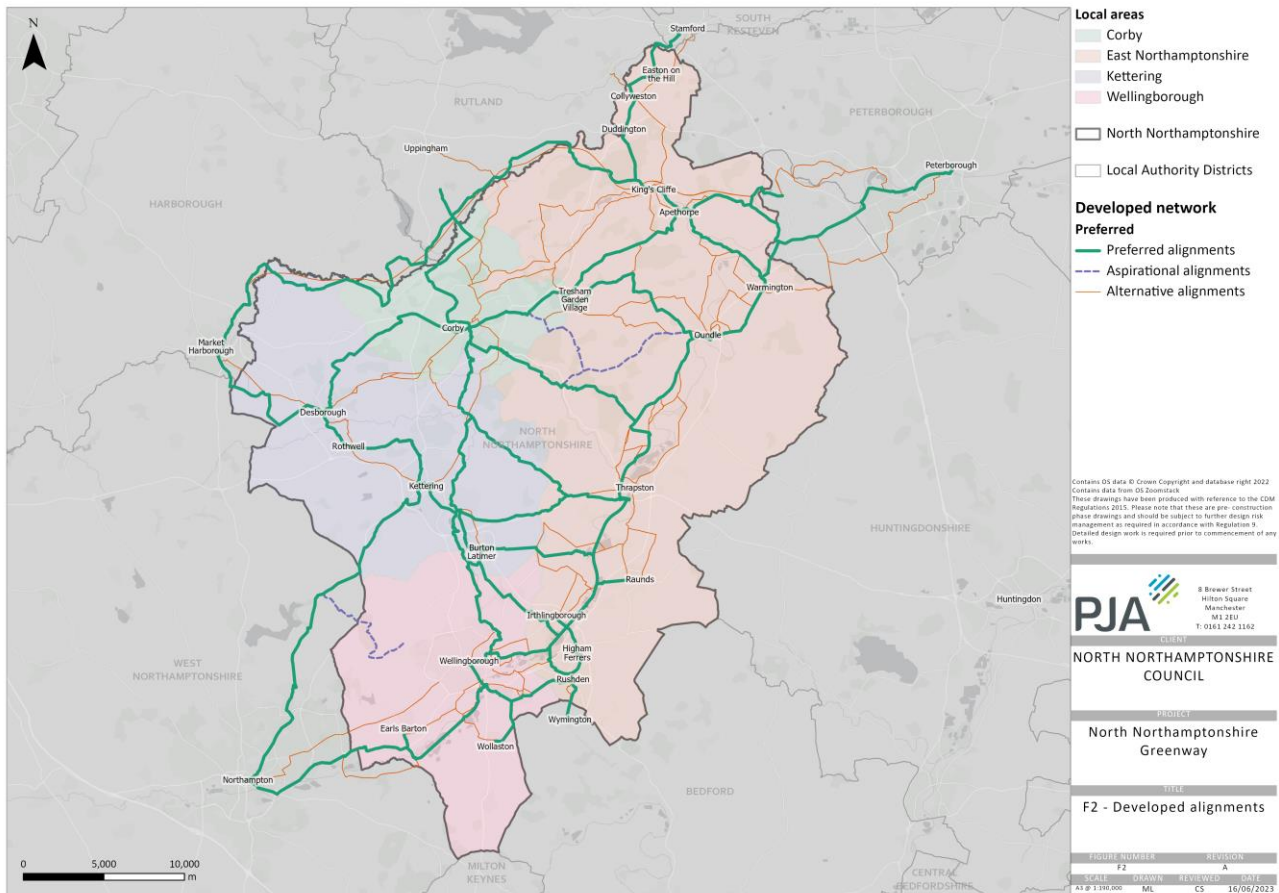 N
SOUTH
KESTEVEN
Stamford
Easton on
the Hill
Collyweston
RUTLAND
PETERBOROUGH
Duddington
Uppingham
Peterborough
King's Cliffe
HARBOROUGH
Apethorpe
Tresham
Garden
Village
Warmington
Corby
Oundle
Market
Harborough
Desborough
NORTH
NORTHAMPTONSHIRE
Rothwell
Kettering
Thrapston
HUNTINGDONSHIRE
Burton
Latimer
Raunds
Huntingdon
Irthlingborough
Higham
Ferrers
WEST
NORTHAMPTONSHIRE
Wellingborough
Rushden
Wymington
Earls Barton
Wollaston
Northampton
BEDFORD
MILTON
KEYNES
CENTRAL
BEDFORDSHIRE
0 5,000 10,000
m
Local areas
Corby
East Northamptonshire
Kettering
Wellingborough
North Northamptonshire
Local Authority Districts
Developed network
Preferred
Preferred alignments
Aspirational alignments
Alternative alignments
Contains OS data © Crown Copyright and database right 2022
Contains data from OS Zoomstack
These drawings have been produced with reference to the CDM
Regulations 2015. Please note that these are pre- construction
phase drawings and should be subject to further design risk
management as required in accordance with Regulation 9.
Detailed design work is required prior to commencement of any
works.
PJA
8 Brewer Street
Hilton Square
Manchester
M1 2EU
T: 0161 242 1162
CLIENT
NORTH NORTHAMPTONSHIRE
COUNCIL
PROJECT
North Northamptonshire
Greenway
TITLE
F2 - Developed alignments
FIGURE NUMBER REVISION
F2 A
SCALE DRAWN REVIEWED DATE
A3 @ 1:190,000 ML CS 16/06/2023